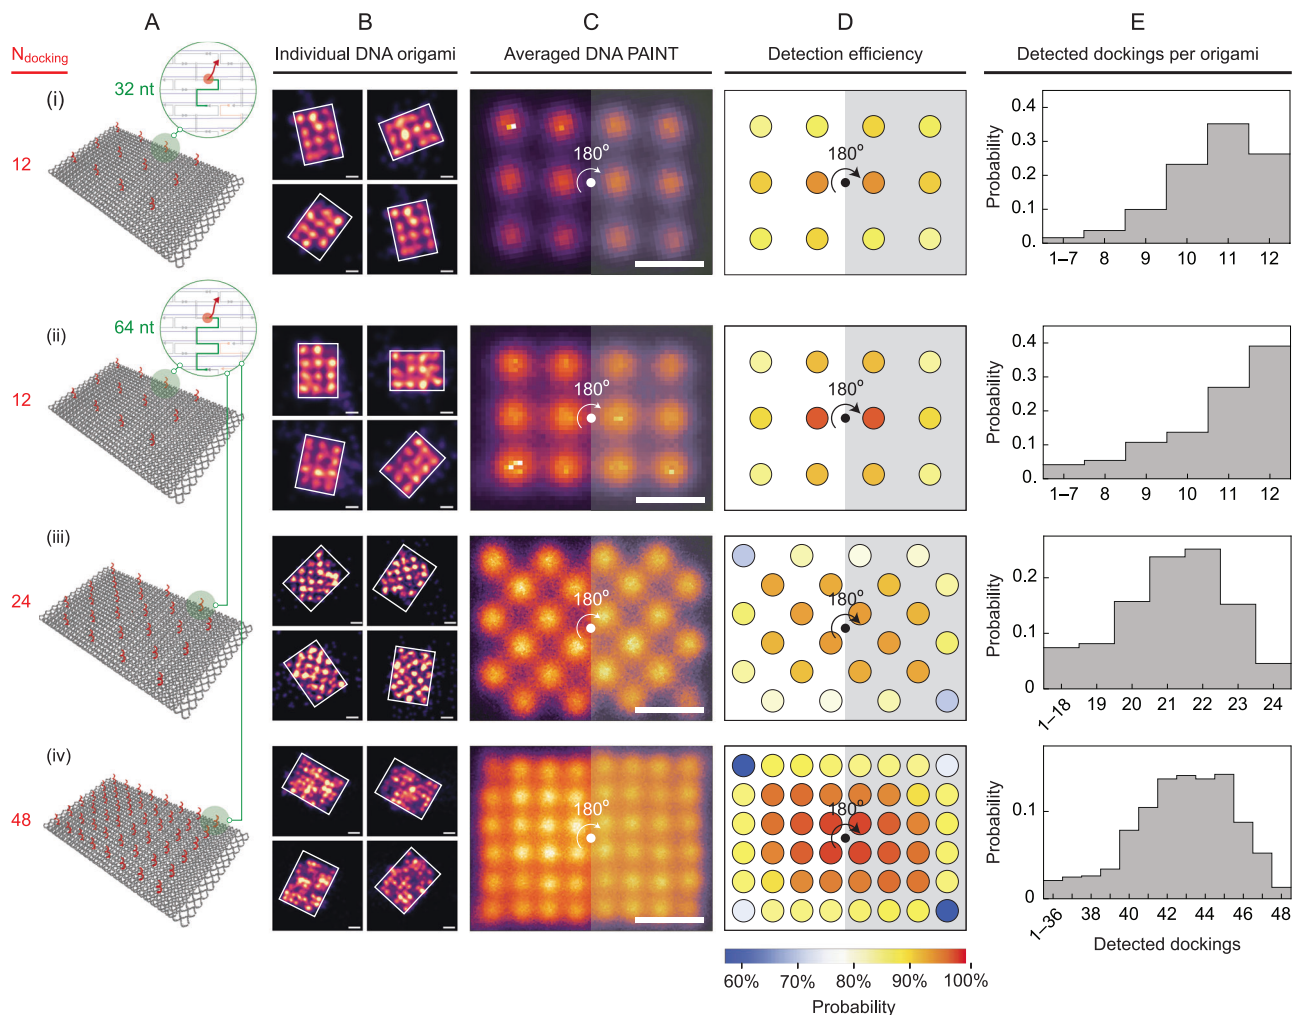 A B C D E
N_docking Individual DNA origami Averaged DNA PAINT Detection efficiency Detected dockings per origami
(i) 32 nt
12
180°
180°
Probability
0.4
0.3
0.2
0.1
0.
1–7 8 9 10 11 12
(ii) 64 nt
12
180°
180°
Probability
0.4
0.3
0.2
0.1
0.
1–7 8 9 10 11 12
(iii)
24
180°
180°
Probability
0.2
0.1
0
1–18 19 20 21 22 23 24
(iv)
48
180°
180°
Probability
0.1
0
1–36 38 40 42 44 46 48
Detected dockings
60% 70% 80% 90% 100%
Probability